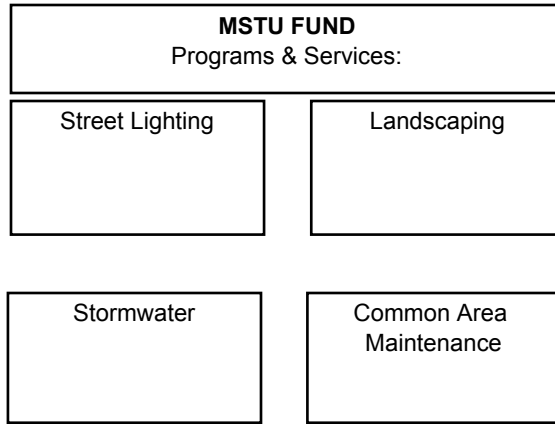 MSTU FUND
Programs & Services:
Street Lighting
Landscaping
Stormwater
Common Area
Maintenance